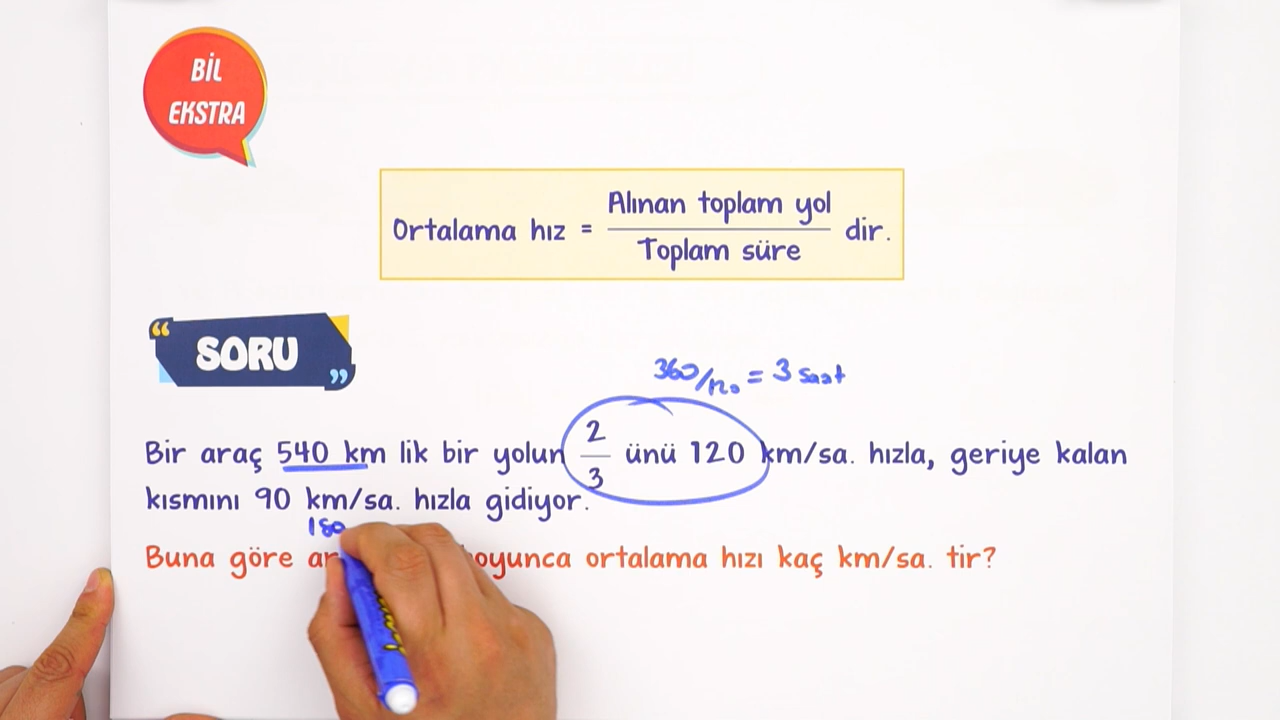 BİL
EKSTRA
Ortalama hız = Alınan toplam yol / Toplam süre dir.
“ SORU ”
360/120 = 3 saat
Bir araç 540 km lik bir yolun 2/3 ünü 120 km/sa. hızla, geriye kalan
kısmını 90 km/sa. hızla gidiyor.
180
Buna göre boyunca ortalama hızı kaç km/sa. tir?